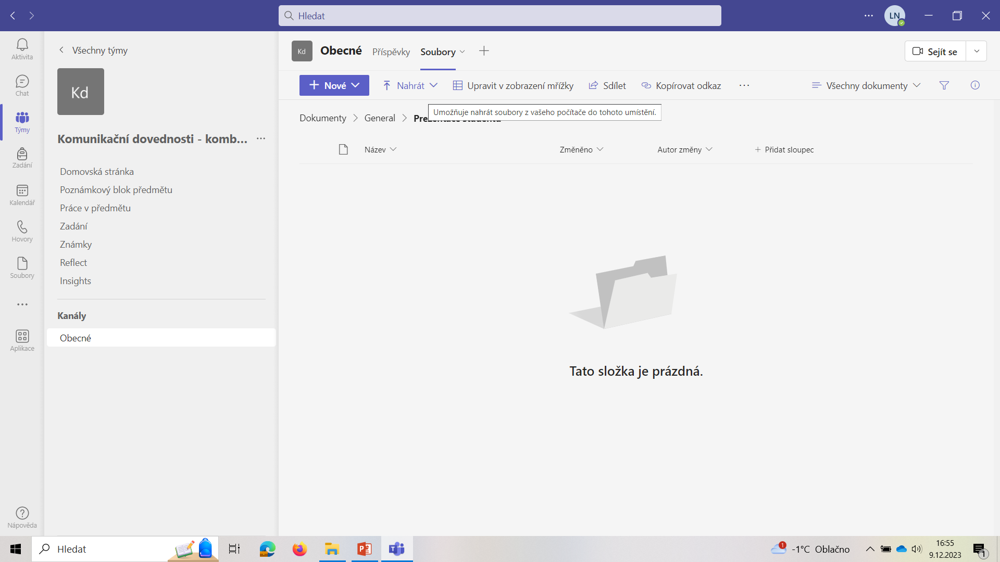 Hledat
LN
Aktivita
Chat
Týmy
Zadání
Kalendář
Hovory
Soubory
Aplikace
Nápověda
Všechny týmy
Kd
Komunikační dovednosti - komb...
Domovská stránka
Poznámkový blok předmětu
Práce v předmětu
Zadání
Známky
Reflect
Insights
Kanály
Obecné
Kd Obecné Příspěvky Soubory
Sejít se
Nové Nahrát Upravit v zobrazení mřížky Sdílet Kopírovat odkaz ... Všechny dokumenty
Umožňuje nahrát soubory z vašeho počítače do tohoto umístění.
Dokumenty > General >
Název Změněno Autor změny + Přidat sloupec
Tato složka je prázdná.
Hledat
1
-1°C Oblačno
16:55
9.12.2023
1